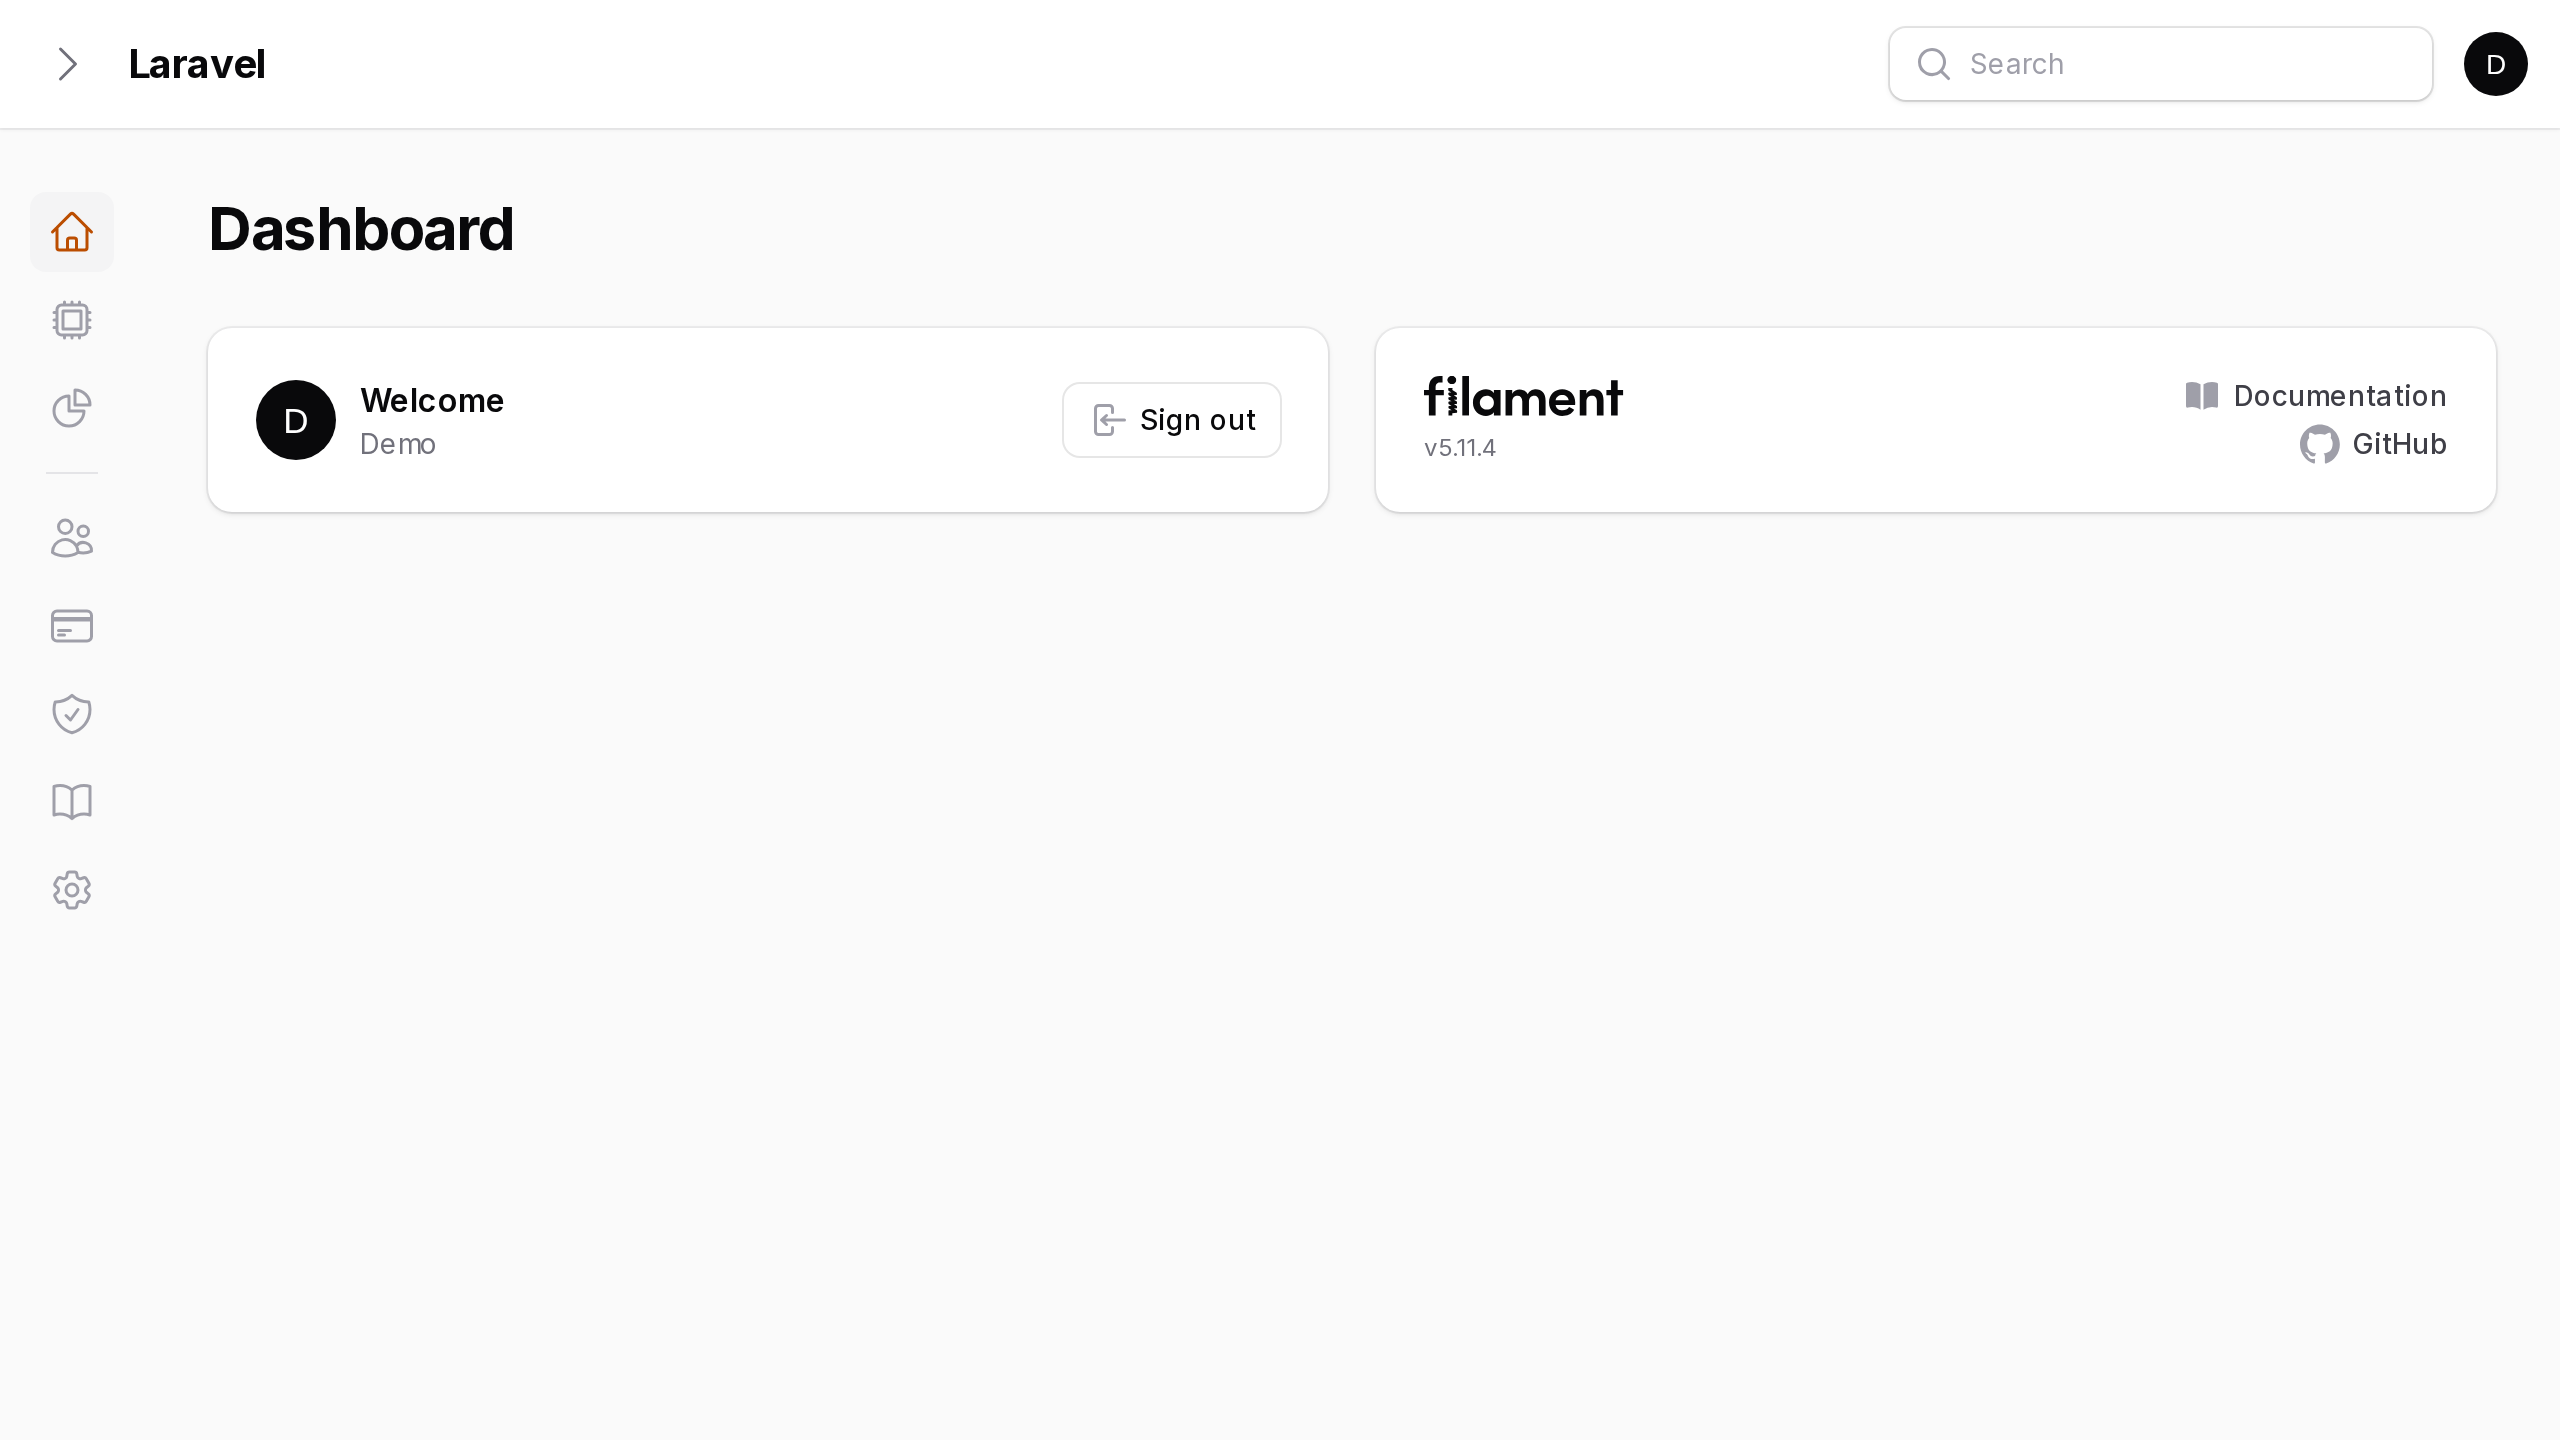 Laravel
Search
D
Dashboard
D
Welcome
Demo
Sign out
filament
v5.11.4
Documentation
GitHub